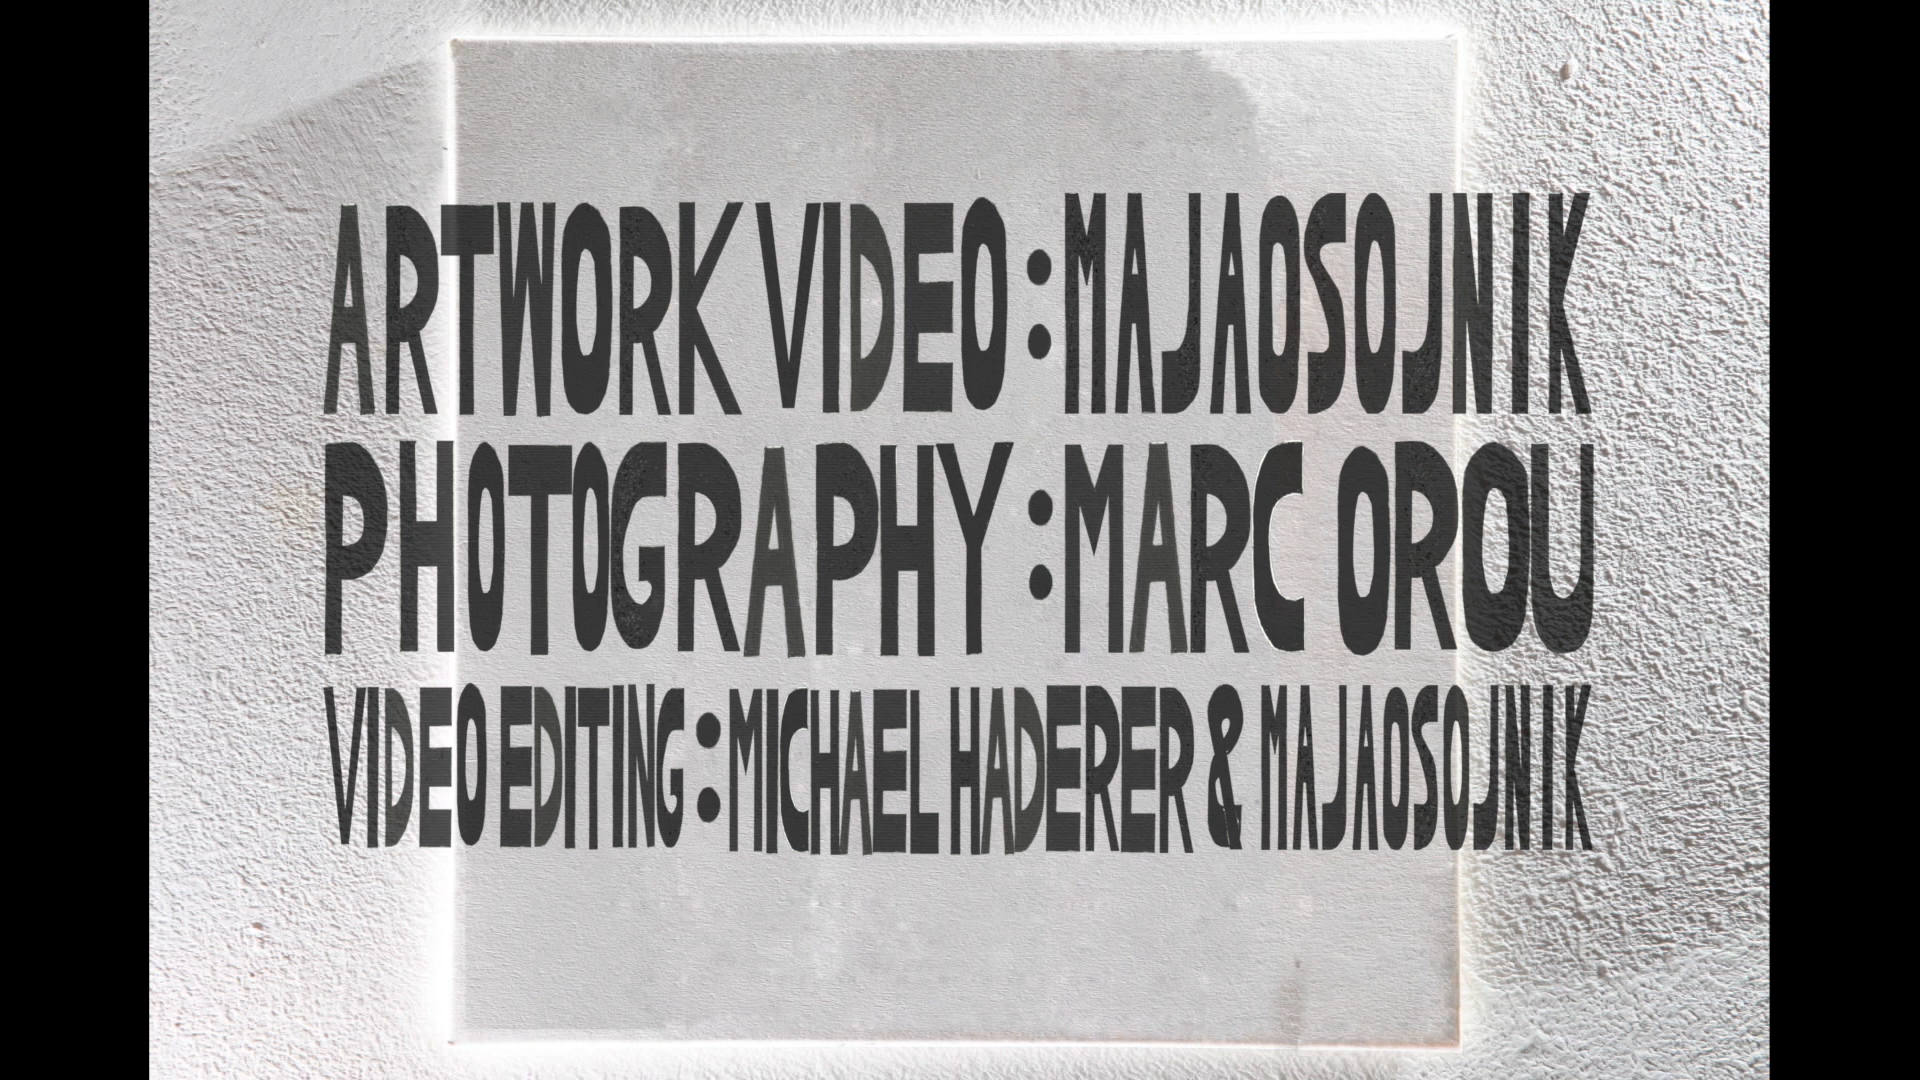 ARTWORK VIDEO : MAJAOSOJNIK
PHOTOGRAPHY : MARC OROU
VIDEO EDITING : MICHAEL HADERER & MAJAOSOJNIK